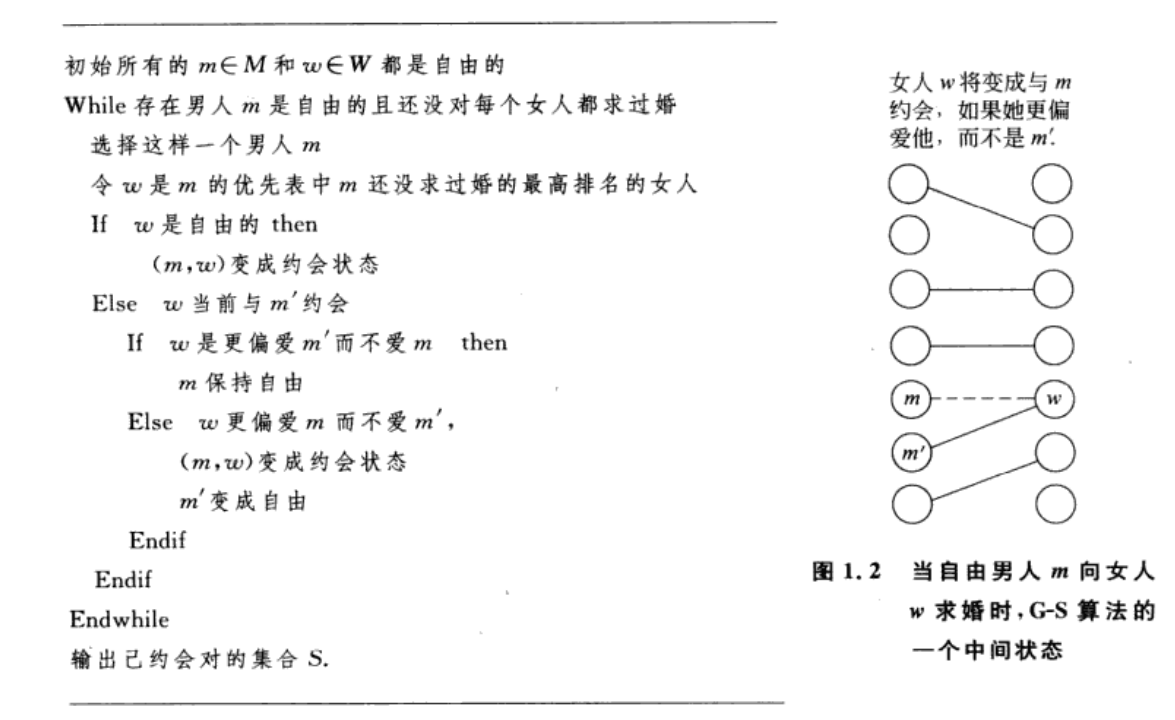 初始所有的 m∈M 和 w∈W 都是自由的
While 存在男人 m 是自由的且还没对每个女人都求过婚
选择这样一个男人 m
令 w 是 m 的优先表中 m 还没求过婚的最高排名的女人
If w 是自由的 then
(m,w)变成约会状态
Else w 当前与 m′约会
If w 是更偏爱 m′而不爱 m then
m 保持自由
Else w 更偏爱 m 而不爱 m′,
(m,w)变成约会状态
m′变成自由
Endif
Endif
Endwhile
输出已约会对的集合 S.
女人 w 将变成与 m
约会，如果她更偏
爱他，而不是 m′.
m
w
m′
图 1.2 当自由男人 m 向女人
w 求婚时,G-S 算法的
一个中间状态